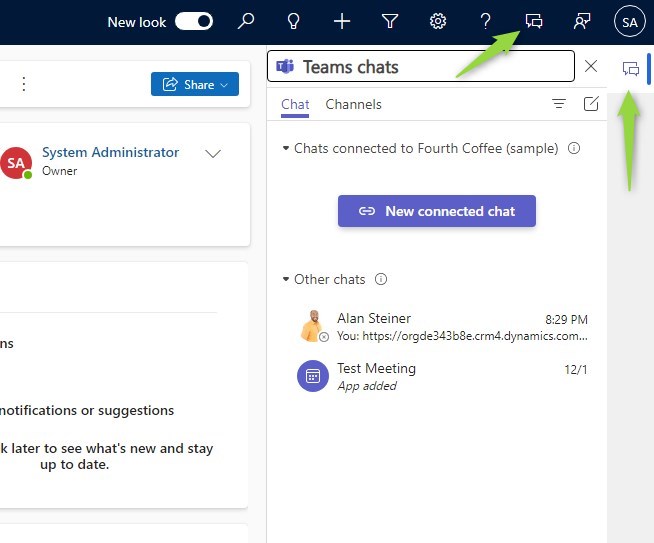 New look
SA
Share
Teams chats
Chat Channels
SA
System Administrator
Owner
Chats connected to Fourth Coffee (sample)
New connected chat
Other chats
Alan Steiner 8:29 PM
You: https://orgde343b8e.crm4.dynamics.com...
Test Meeting 12/1
App added
ns
notifications or suggestions
k later to see what's new and stay
up to date.